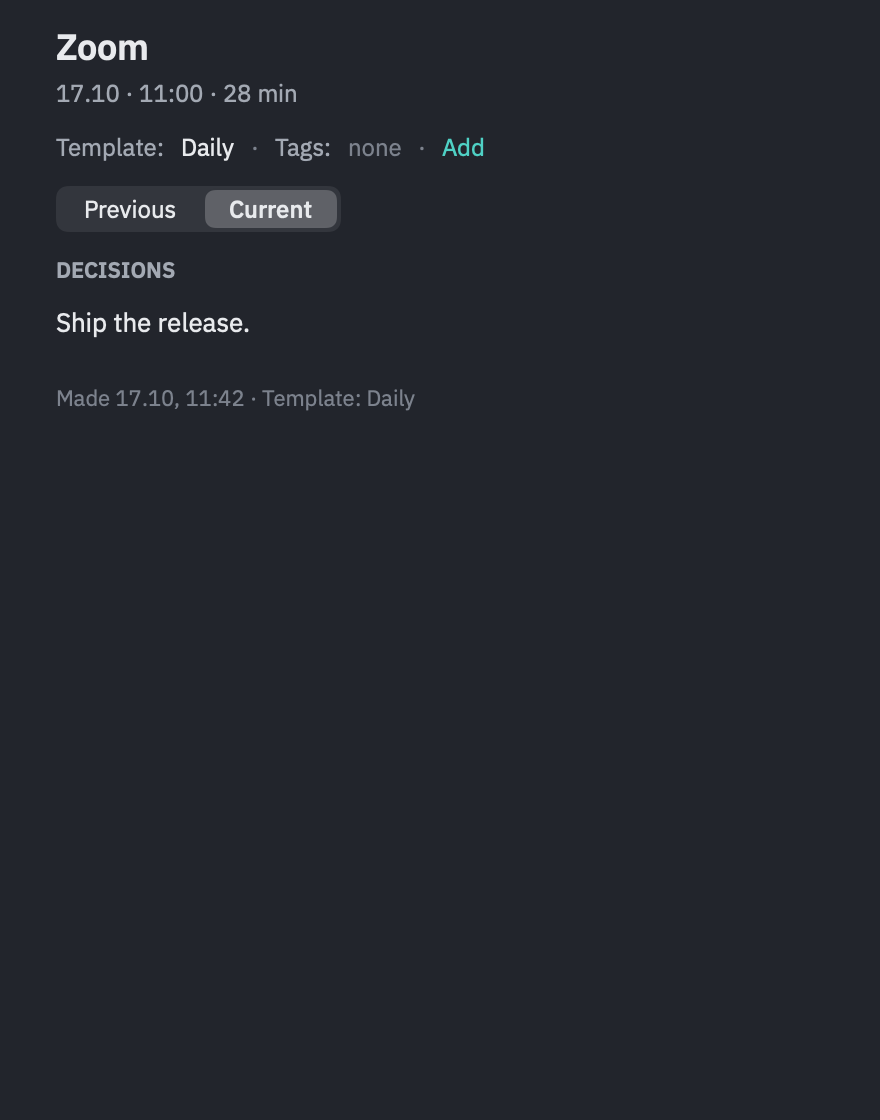 Zoom
17.10 · 11:00 · 28 min
Template: Daily · Tags: none · Add
Previous Current
DECISIONS
Ship the release.
Made 17.10, 11:42 · Template: Daily